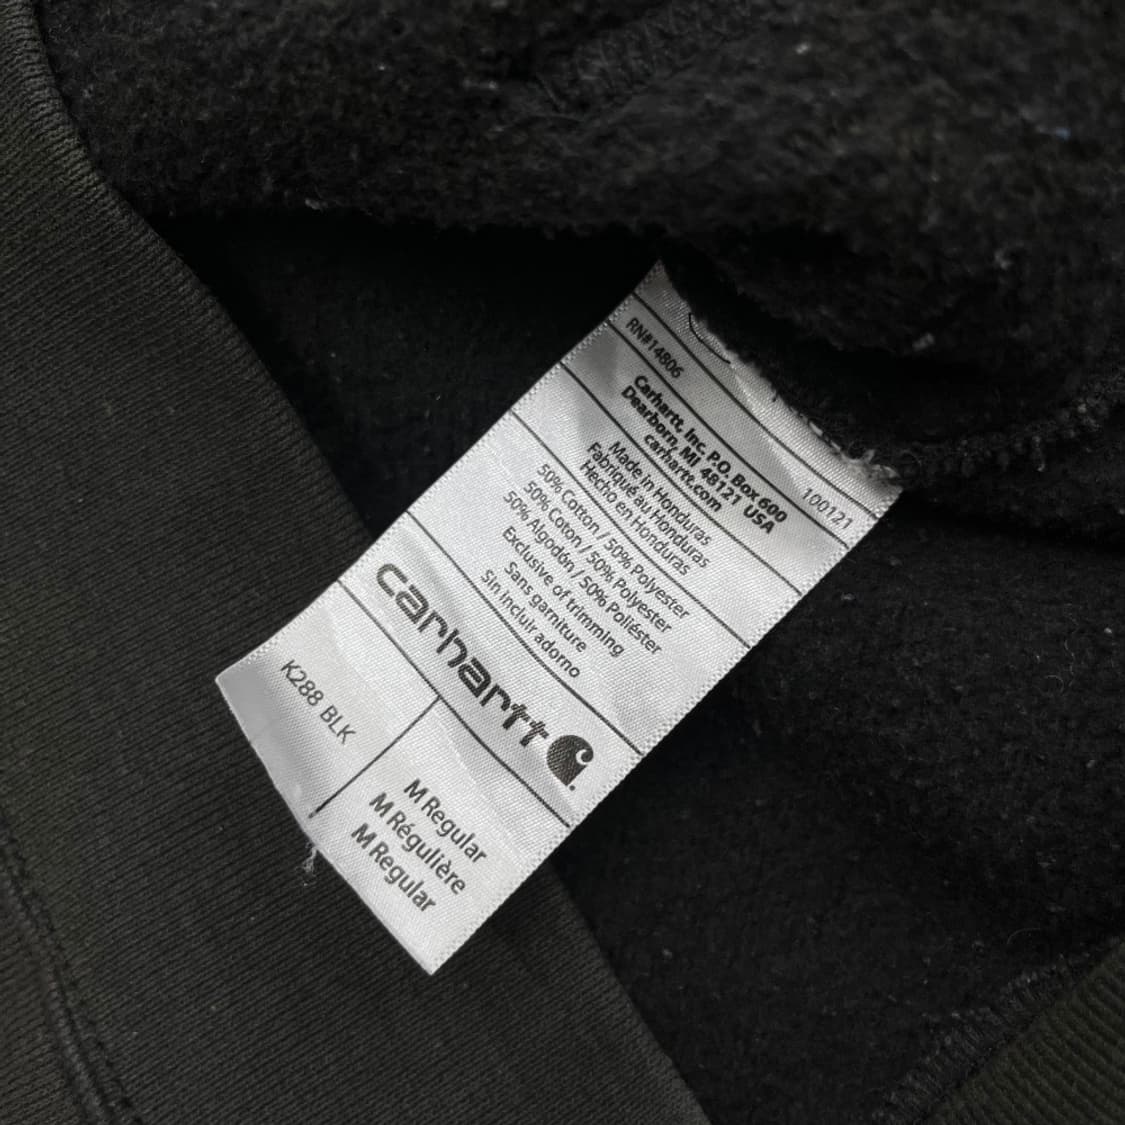 RN#14806
100121
Carhartt, Inc. P.O. Box 600
Dearborn, MI 48121 USA
carhartt.com
Made in Honduras
Fabriqué au Honduras
Hecho en Honduras
50% Cotton / 50% Polyester
50% Coton / 50% Polyester
50% Algodón / 50% Poliéster
Exclusive of trimming
Sans garniture
Sin incluir adorno
carhartt
K288 BLK
M Regular
M Régulière
M Regular